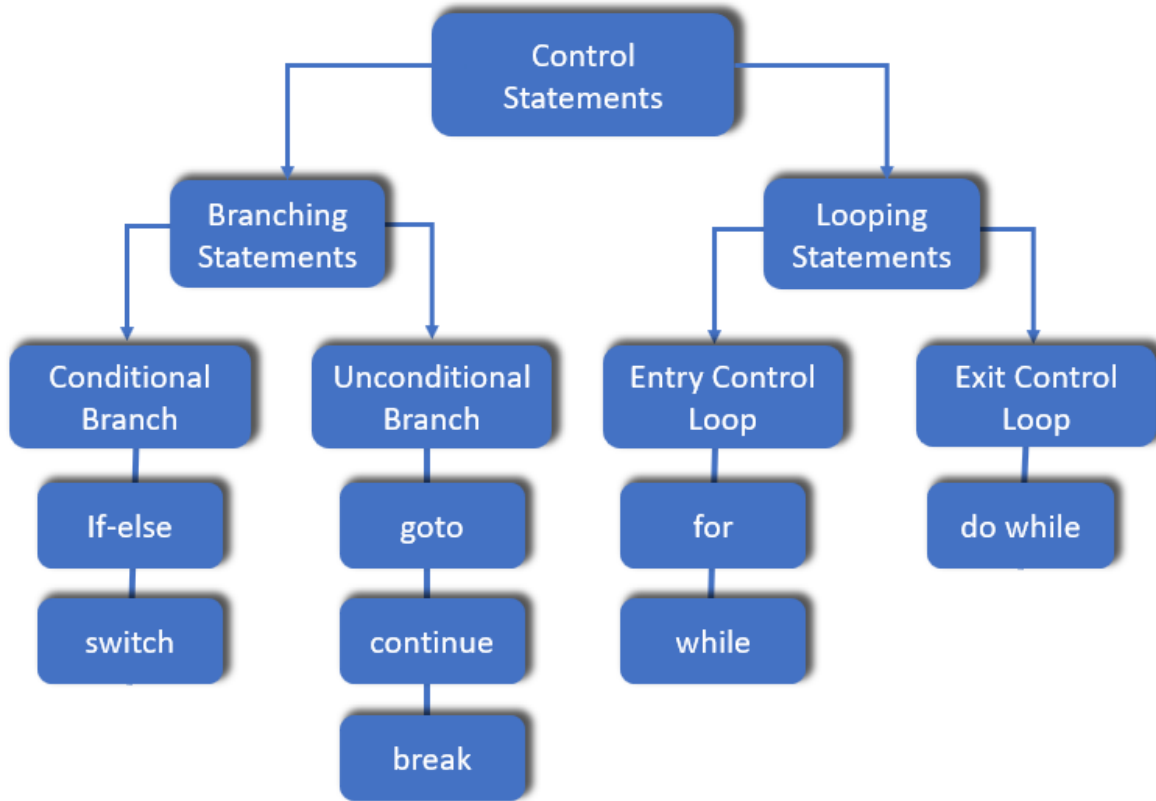 Control
Statements
Branching
Statements
Looping
Statements
Conditional
Branch
Unconditional
Branch
Entry Control
Loop
Exit Control
Loop
If-else
goto
for
do while
switch
continue
while
break